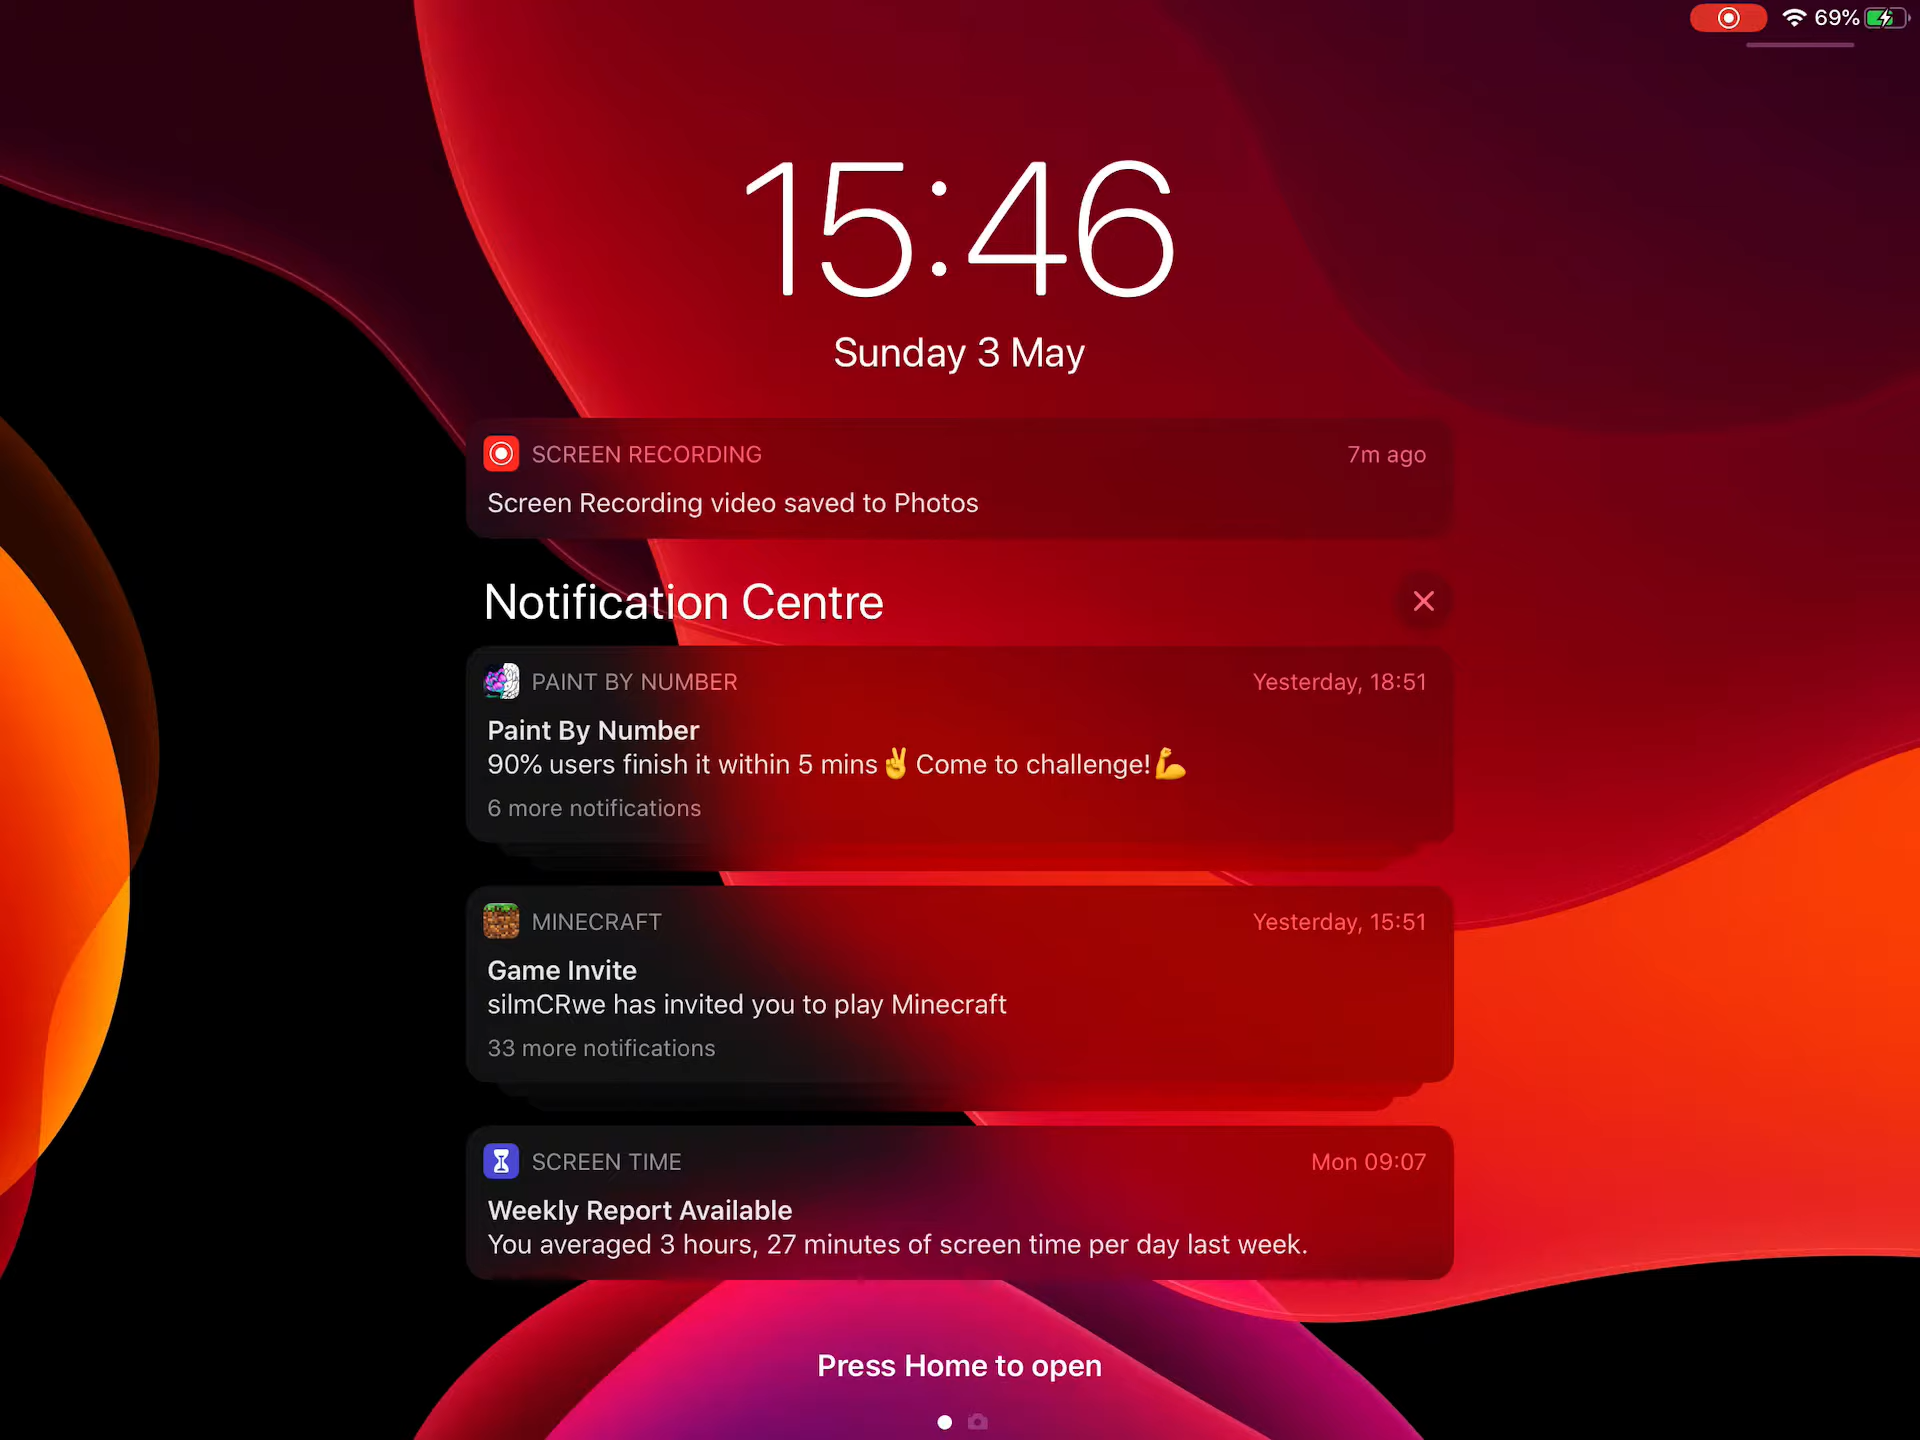 69%
15:46
Sunday 3 May
SCREEN RECORDING 7m ago
Screen Recording video saved to Photos
Notification Centre
PAINT BY NUMBER Yesterday, 18:51
Paint By Number
90% users finish it within 5 mins✌️Come to challenge!💪
6 more notifications
MINECRAFT Yesterday, 15:51
Game Invite
silmCRwe has invited you to play Minecraft
33 more notifications
SCREEN TIME Mon 09:07
Weekly Report Available
You averaged 3 hours, 27 minutes of screen time per day last week.
Press Home to open